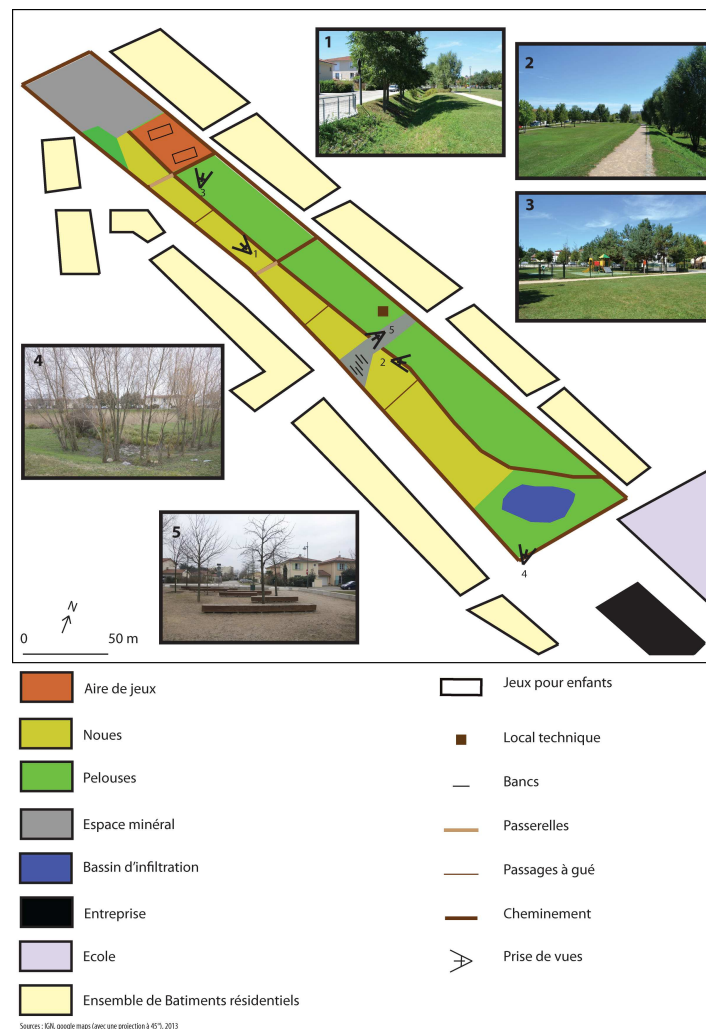 1
2
3
3
1
5
2
4
5
4
N
0 50 m
Aire de jeux
Noues
Pelouses
Espace minéral
Bassin d'infiltration
Entreprise
Ecole
Ensemble de Batiments résidentiels
Jeux pour enfants
Local technique
Bancs
Passerelles
Passages à gué
Cheminement
Prise de vues
Sources : IGN, google maps (avec une projection à 45°), 2013